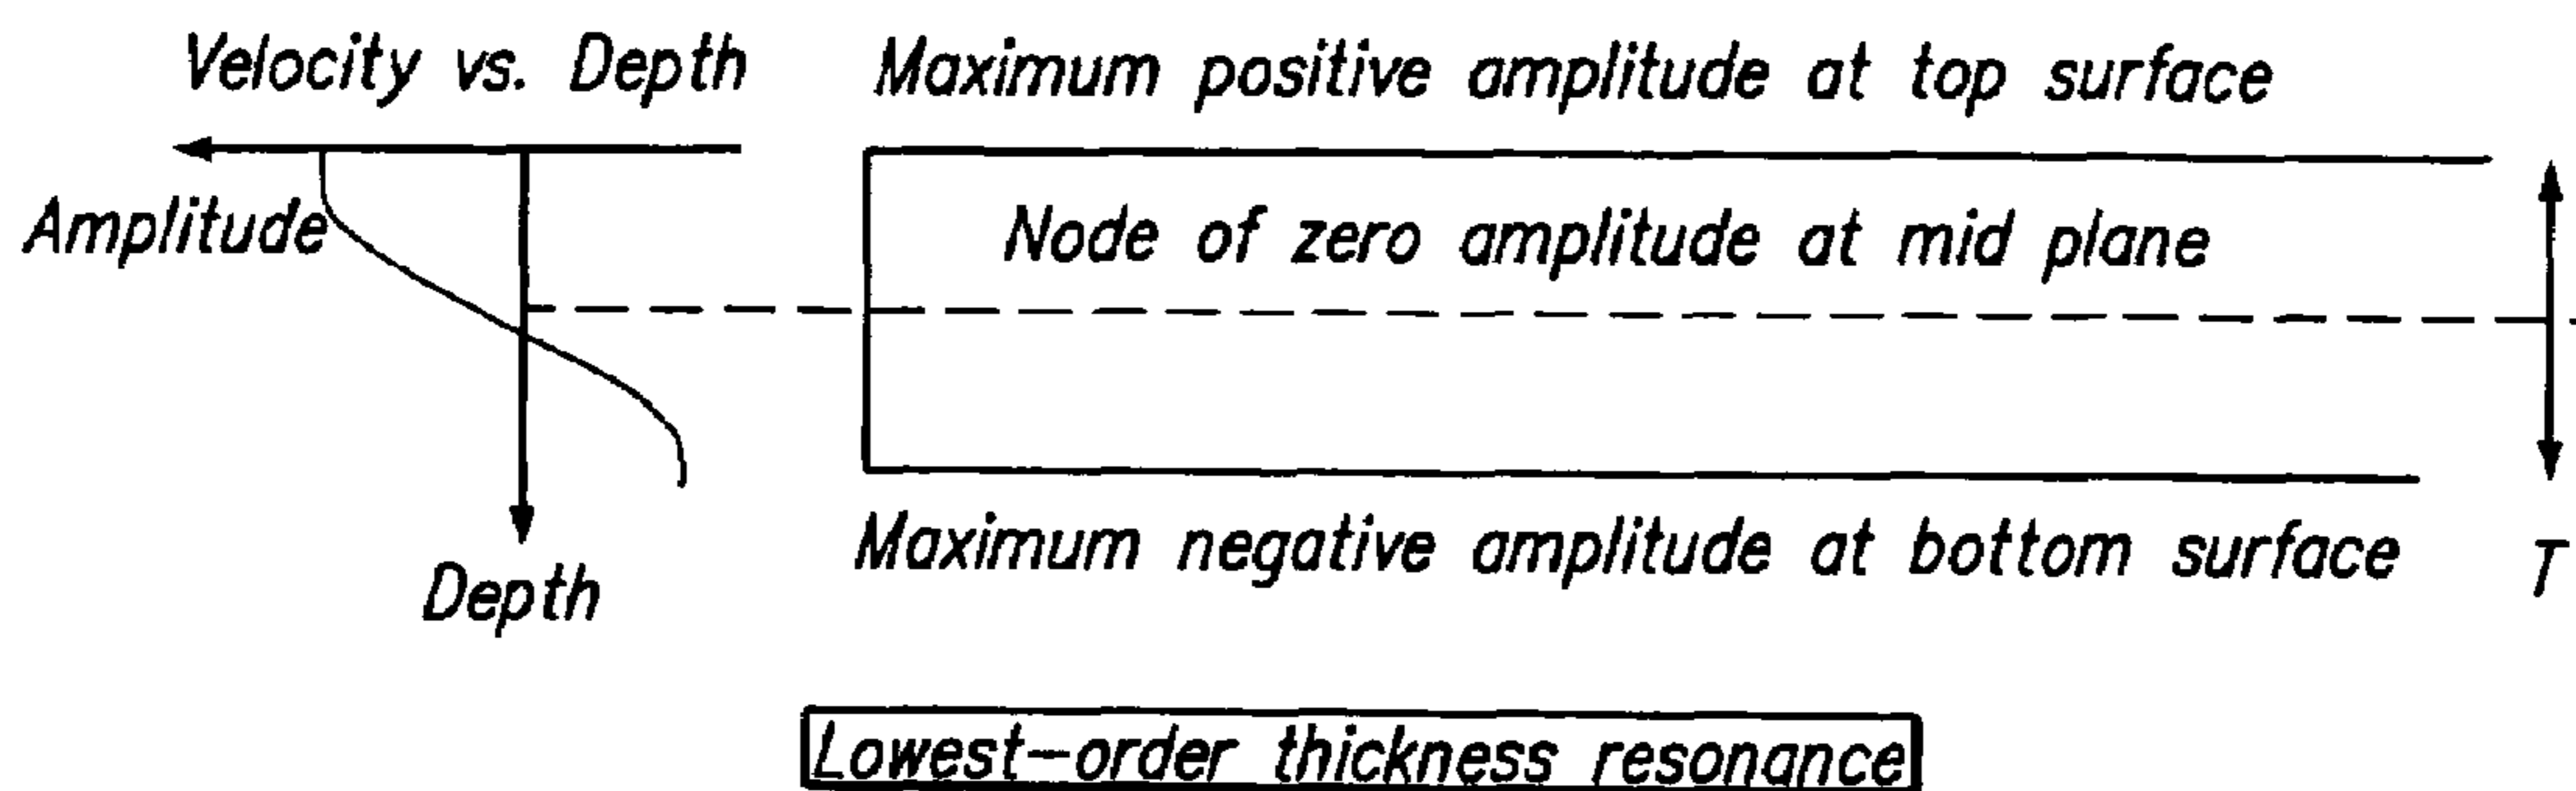 Velocity vs. Depth
Maximum positive amplitude at top surface
Amplitude
Node of zero amplitude at mid plane
Maximum negative amplitude at bottom surface
T
Depth
Lowest-order thickness resonance